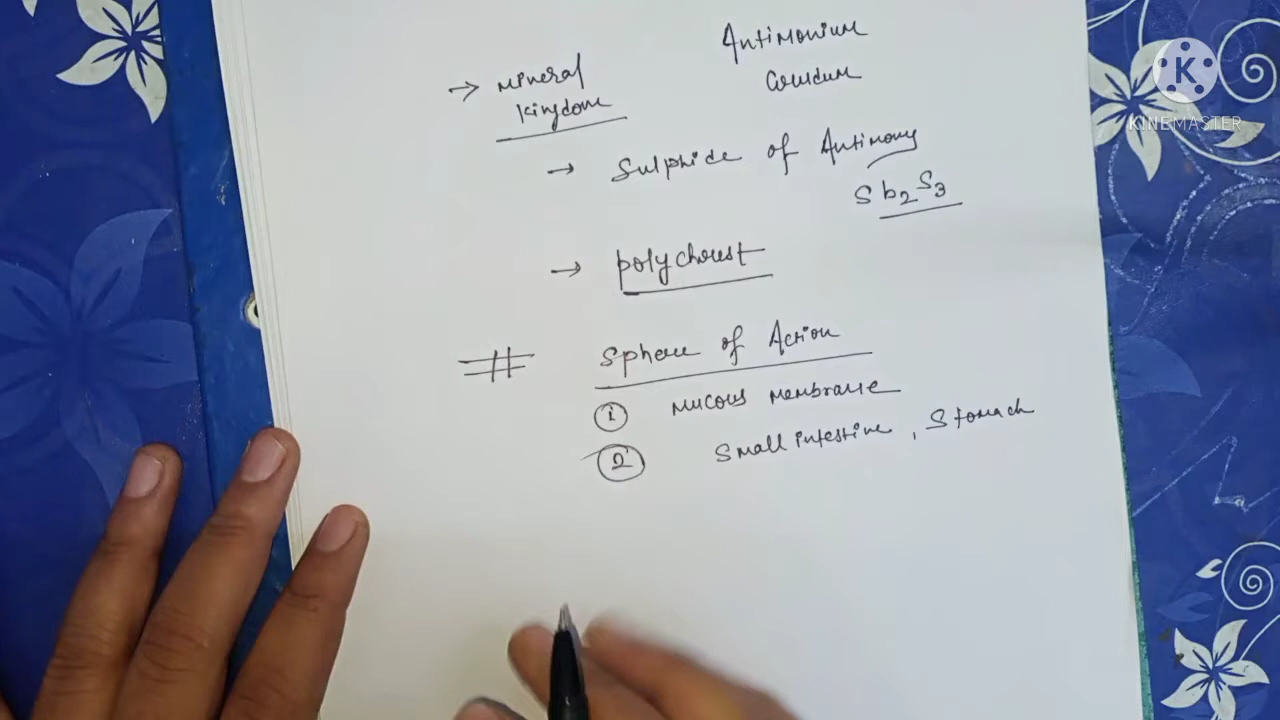 Antimonium
→ Mineral Crudum
Kingdom
→ Sulphide of Antimony
Sb2S3
→ polychrest
# Sphere of Action
1 Mucous Membrane
2 Small intestine, Stomach
K
KINEMASTER